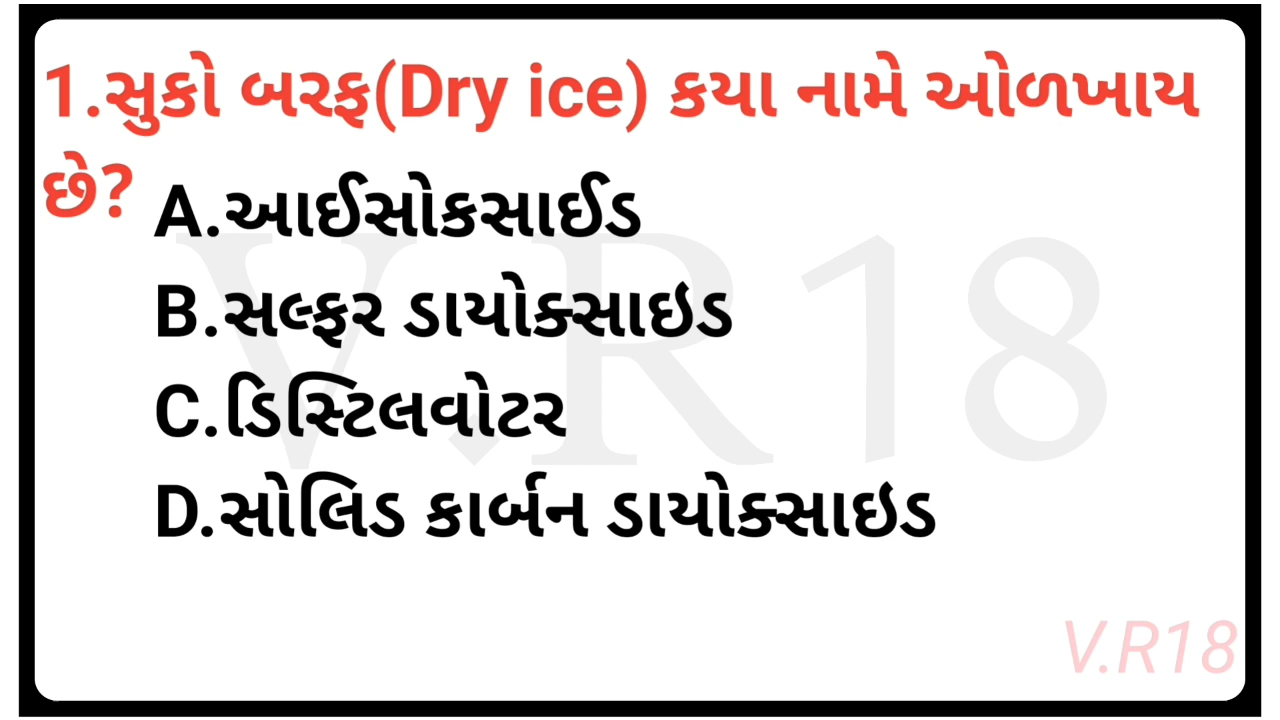 1.સુકો બરફ(Dry ice) કયા નામે ઓળખાય
છે?
A.આઈસોકસાઈડ
B.સલ્ફર ડાયોક્સાઇડ
C.ડિસ્ટિલવોટર
D.સોલિડ કાર્બન ડાયોક્સાઇડ
V.R18
V.R18